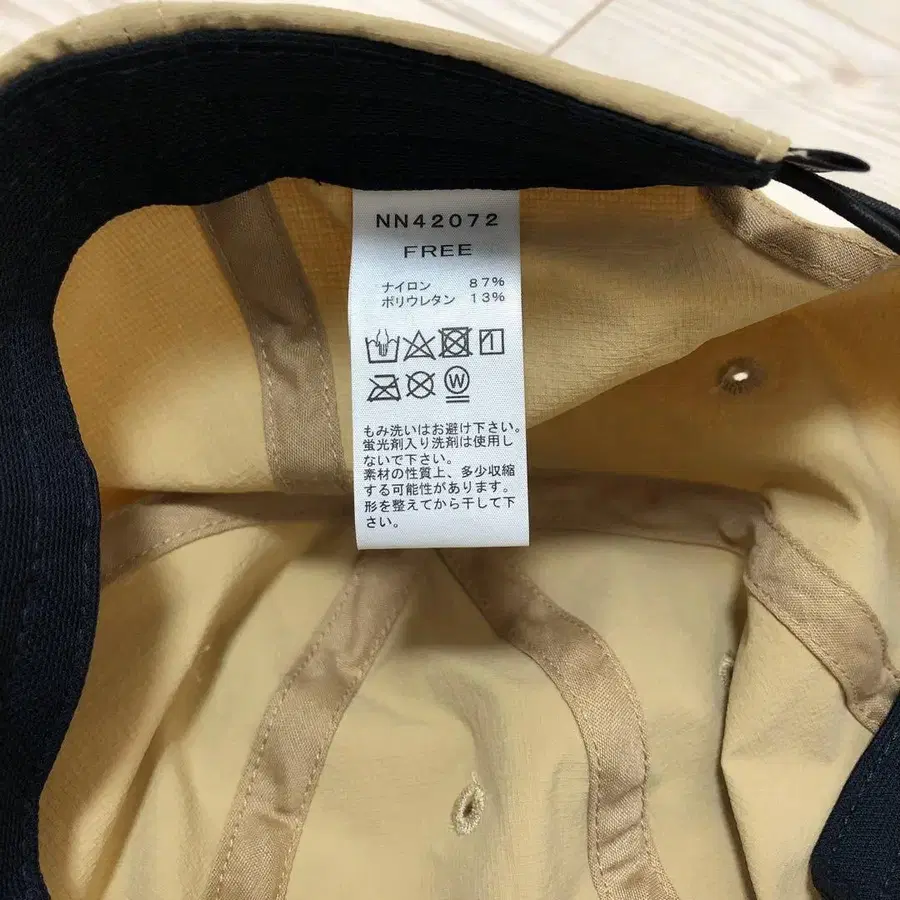 NN42072
FREE
ナイロン 87%
ポリウレタン 13%
W
もみ洗いはお避け下さい。
蛍光剤入り洗剤は使用し
ないで下さい。
素材の性質上、多少収縮
する可能性があります。
形を整えてから干して下
さい。